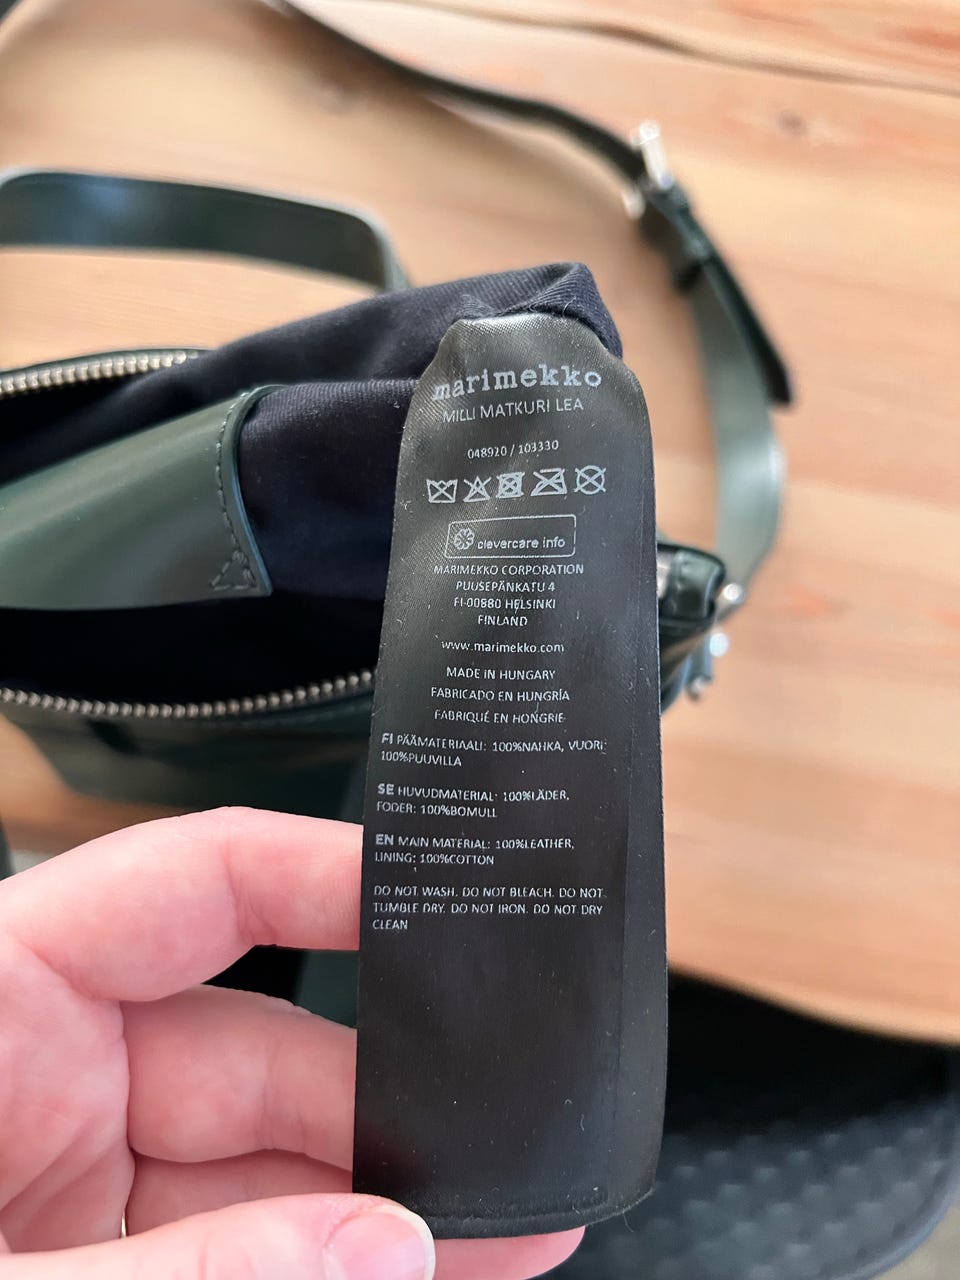 marimekko
MILLI MATKURI LEA
048920 / 103330
clevercare info
MARIMEKKO CORPORATION
PUUSEPÄNKATU 4
FI-00880 HELSINKI
FINLAND
www.marimekko.com
MADE IN HUNGARY
FABRICADO EN HUNGRÍA
FABRIQUÉ EN HONGRIE
FI PÄÄMATERIAALI: 100%NAHKA, VUORI:
100%PUUVILLA
SE HUVUDMATERIAL: 100%LÄDER,
FODER: 100%BOMULL
EN MAIN MATERIAL: 100%LEATHER,
LINING: 100%COTTON
DO NOT WASH. DO NOT BLEACH. DO NOT
TUMBLE DRY. DO NOT IRON. DO NOT DRY
CLEAN